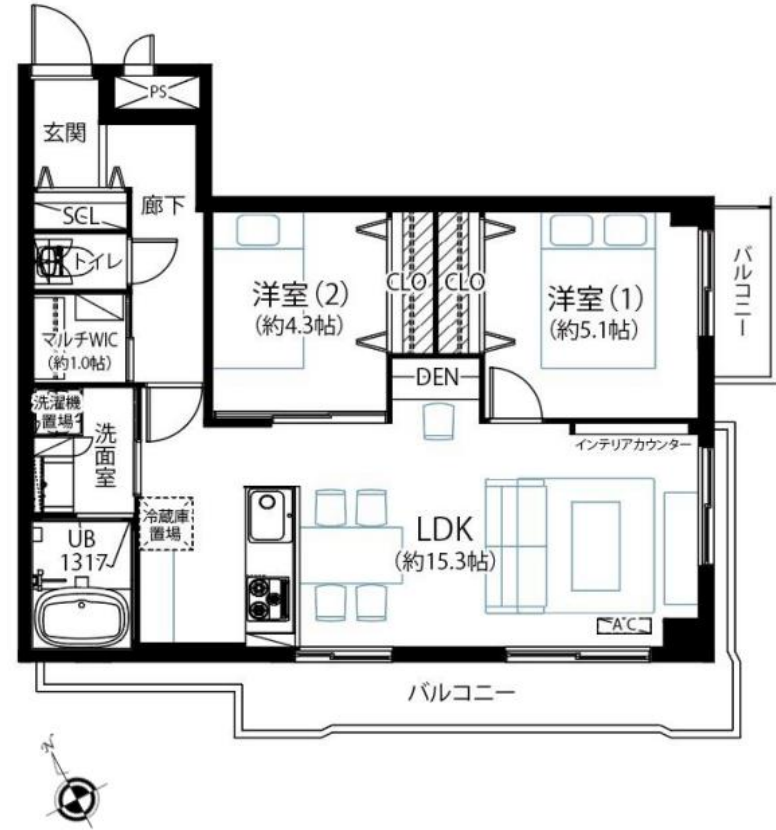 PS
玄関
SCL
廊下
トイレ
マルチWIC
(約1.0帖)
洗濯機
置場
洗面室
UB
1317
冷蔵庫
置場
洋室(2)
(約4.3帖)
CLO
CLO
洋室(1)
(約5.1帖)
バルコニー
DEN
インテリアカウンター
LDK
(約15.3帖)
A'C
バルコニー
N